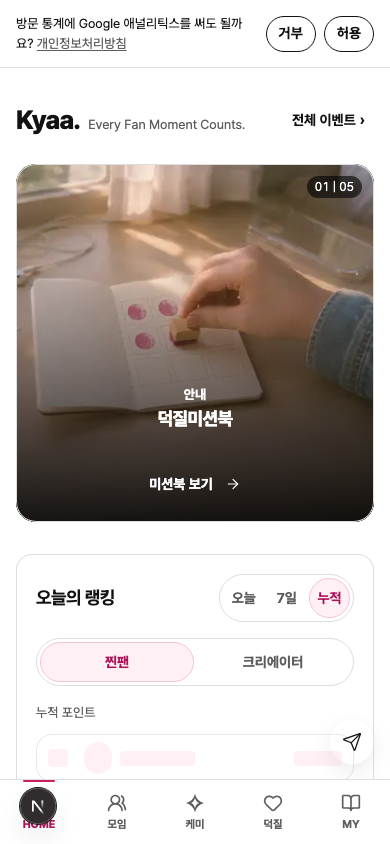 방문 통계에 Google 애널리틱스를 써도 될까
요? 개인정보처리방침
거부
허용
Kyaa. Every Fan Moment Counts.
전체 이벤트 ›
01 | 05
안내
덕질미션북
미션북 보기 →
오늘의 랭킹
오늘
7일
누적
찐팬
크리에이터
누적 포인트
N
HOME
모임
케미
덕질
MY